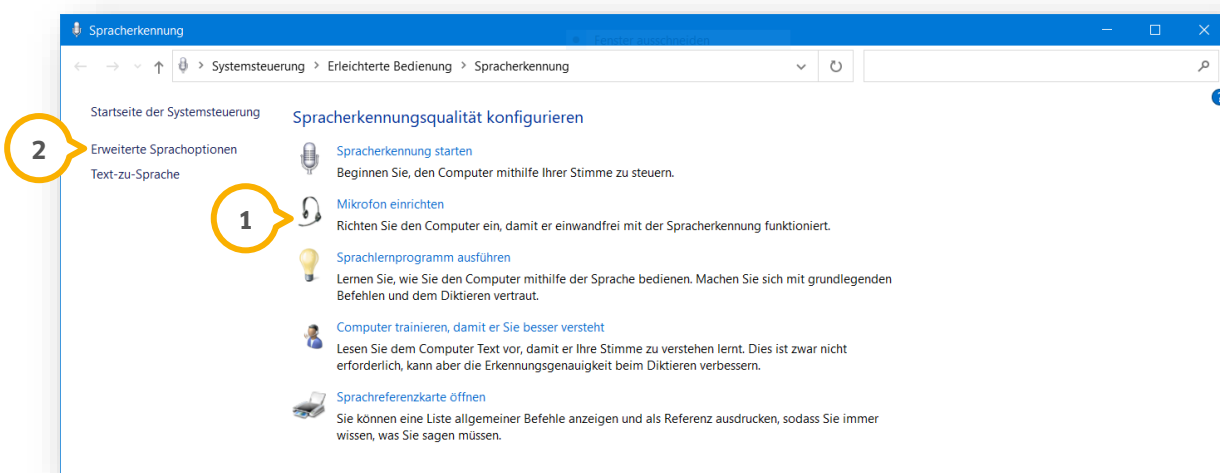 Spracherkennung
Fenster ausschneiden
Systemsteuerung > Erleichterte Bedienung > Spracherkennung
Startseite der Systemsteuerung
Spracherkennungsqualität konfigurieren
2
Erweiterte Sprachoptionen
Text-zu-Sprache
Spracherkennung starten
Beginnen Sie, den Computer mithilfe Ihrer Stimme zu steuern.
1
Mikrofon einrichten
Richten Sie den Computer ein, damit er einwandfrei mit der Spracherkennung funktioniert.
Sprachlernprogramm ausführen
Lernen Sie, wie Sie den Computer mithilfe der Sprache bedienen. Machen Sie sich mit grundlegenden
Befehlen und dem Diktieren vertraut.
Computer trainieren, damit er Sie besser versteht
Lesen Sie dem Computer Text vor, damit er Ihre Stimme zu verstehen lernt. Dies ist zwar nicht
erforderlich, kann aber die Erkennungsgenauigkeit beim Diktieren verbessern.
Sprachreferenzkarte öffnen
Sie können eine Liste allgemeiner Befehle anzeigen und als Referenz ausdrucken, sodass Sie immer
wissen, was Sie sagen müssen.